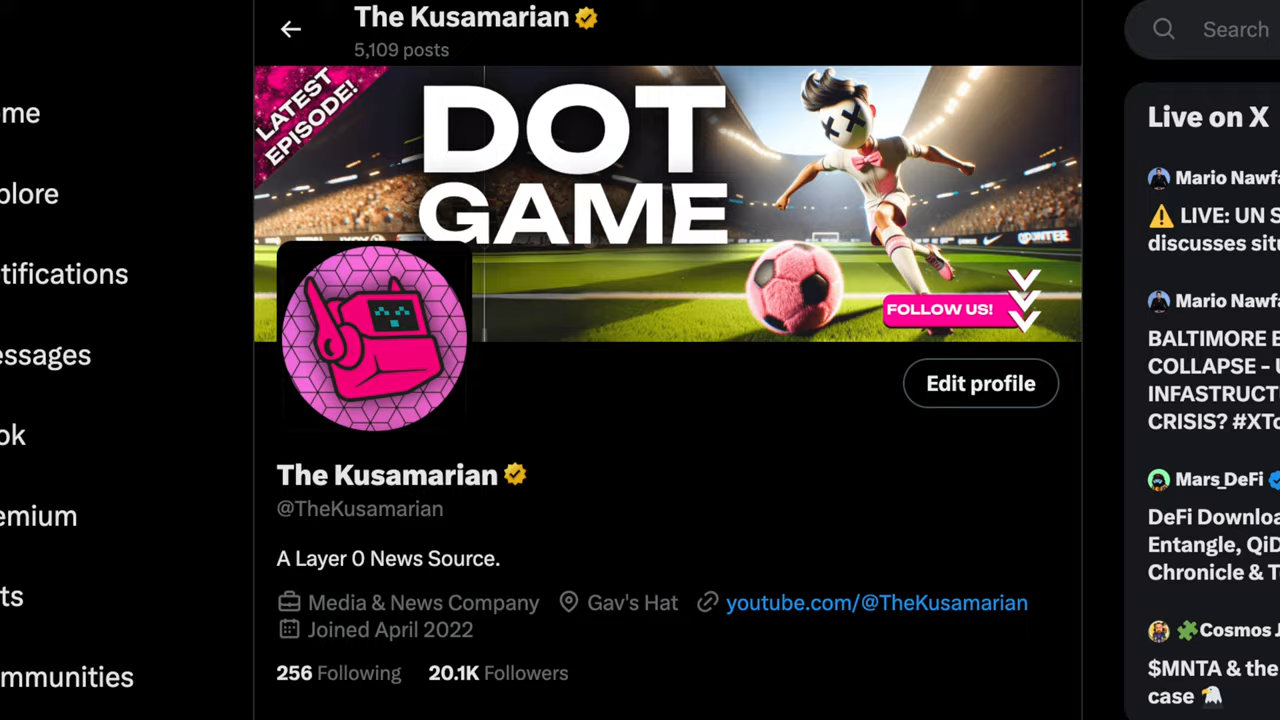 The Kusamarian
5,109 posts
Search
ome
plore
tifications
essages
ok
emium
ts
mmunities
LATEST
EPISODE!
DOT
GAME
FOLLOW US!
Edit profile
The Kusamarian
@TheKusamarian
A Layer 0 News Source.
Media & News Company Gav's Hat youtube.com/@TheKusamarian
Joined April 2022
256 Following 20.1K Followers
Live on X
Mario Nawfa
⚠️ LIVE: UN S
discusses situ
Mario Nawfa
BALTIMORE B
COLLAPSE – U
INFASTRUCT
CRISIS? #XTo
Mars_DeFi
DeFi Downloa
Entangle, QiD
Chronicle & T
🧩Cosmos J
$MNTA & the
case 🦅